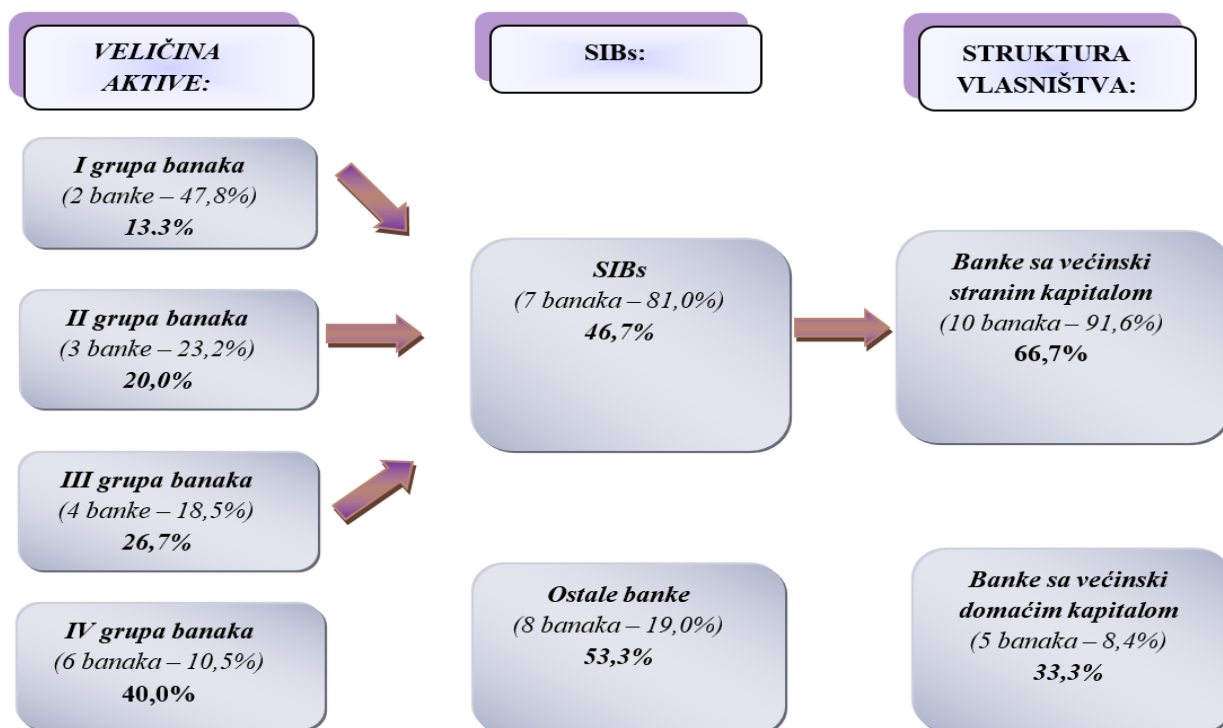 VELIČINA
AKTIVE:
I grupa banaka
(2 banke – 47,8%)
13,3%
II grupa banaka
(3 banke – 23,2%)
20,0%
III grupa banaka
(4 banke – 18,5%)
26,7%
IV grupa banaka
(6 banaka – 10,5%)
40,0%
SIBs:
SIBs
(7 banaka – 81,0%)
46,7%
Ostale banke
(8 banaka – 19,0%)
53,3%
STRUKTURA
VLASNIŠTVA:
Banke sa većinski
stranim kapitalom
(10 banaka – 91,6%)
66,7%
Banke sa većinski
domaćim kapitalom
(5 banaka – 8,4%)
33,3%